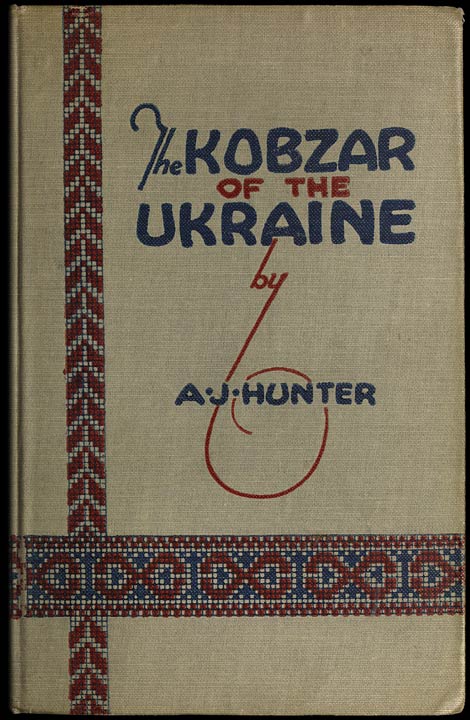 The KOBZAR
OF THE
UKRAINE
by
A·J·HUNTER